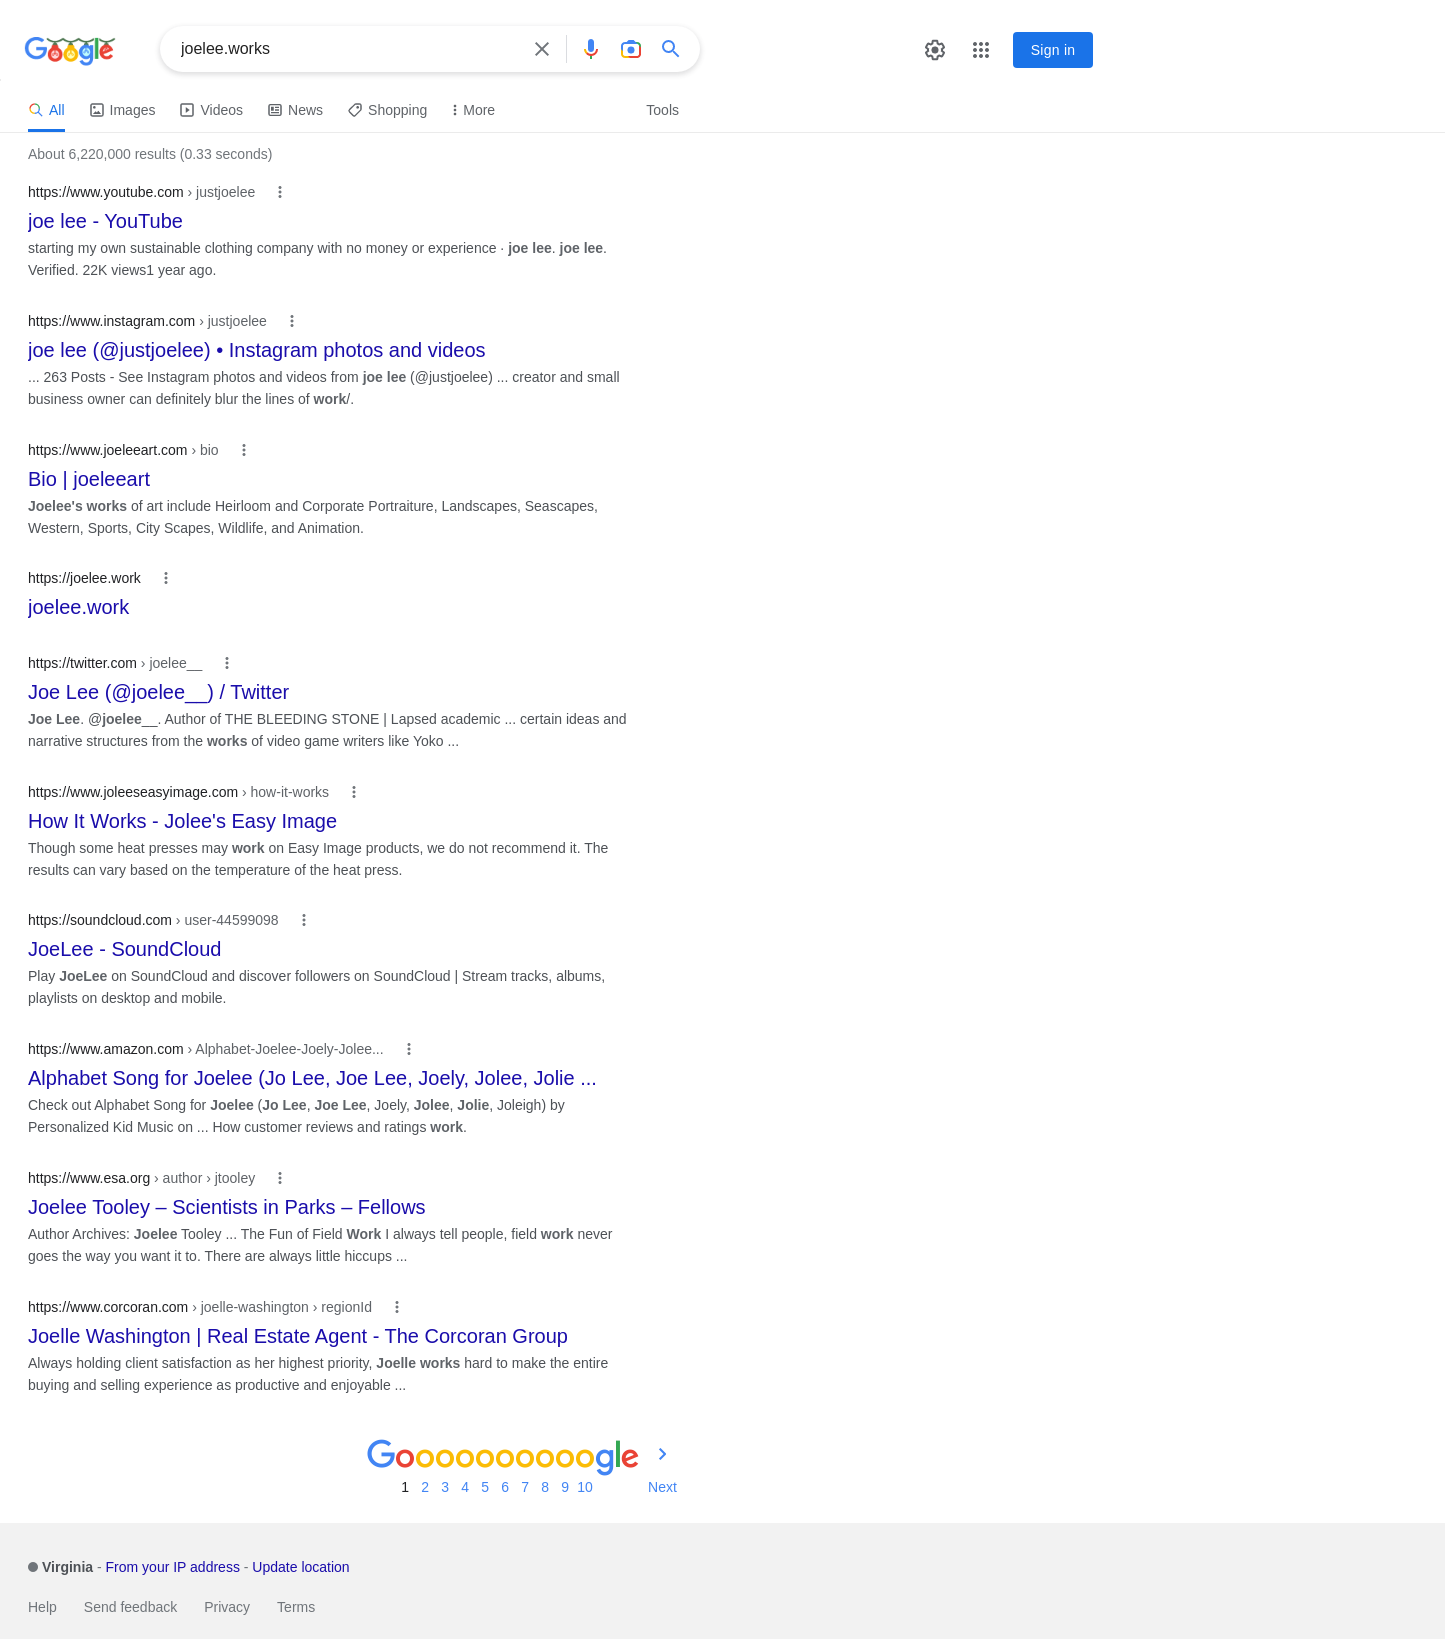 Google
joelee.works
Sign in
All Images Videos News Shopping More Tools
About 6,220,000 results (0.33 seconds)
https://www.youtube.com › justjoelee
joe lee - YouTube
starting my own sustainable clothing company with no money or experience · joe lee. joe lee.
Verified. 22K views1 year ago.
https://www.instagram.com › justjoelee
joe lee (@justjoelee) • Instagram photos and videos
... 263 Posts - See Instagram photos and videos from joe lee (@justjoelee) ... creator and small
business owner can definitely blur the lines of work/.
https://www.joeleeart.com › bio
Bio | joeleeart
Joelee's works of art include Heirloom and Corporate Portraiture, Landscapes, Seascapes,
Western, Sports, City Scapes, Wildlife, and Animation.
https://joelee.work
joelee.work
https://twitter.com › joelee__
Joe Lee (@joelee__) / Twitter
Joe Lee. @joelee__. Author of THE BLEEDING STONE | Lapsed academic ... certain ideas and
narrative structures from the works of video game writers like Yoko ...
https://www.joleeseasyimage.com › how-it-works
How It Works - Jolee's Easy Image
Though some heat presses may work on Easy Image products, we do not recommend it. The
results can vary based on the temperature of the heat press.
https://soundcloud.com › user-44599098
JoeLee - SoundCloud
Play JoeLee on SoundCloud and discover followers on SoundCloud | Stream tracks, albums,
playlists on desktop and mobile.
https://www.amazon.com › Alphabet-Joelee-Joely-Jolee...
Alphabet Song for Joelee (Jo Lee, Joe Lee, Joely, Jolee, Jolie ...
Check out Alphabet Song for Joelee (Jo Lee, Joe Lee, Joely, Jolee, Jolie, Joleigh) by
Personalized Kid Music on ... How customer reviews and ratings work.
https://www.esa.org › author › jtooley
Joelee Tooley – Scientists in Parks – Fellows
Author Archives: Joelee Tooley ... The Fun of Field Work I always tell people, field work never
goes the way you want it to. There are always little hiccups ...
https://www.corcoran.com › joelle-washington › regionId
Joelle Washington | Real Estate Agent - The Corcoran Group
Always holding client satisfaction as her highest priority, Joelle works hard to make the entire
buying and selling experience as productive and enjoyable ...
Goooooooooogle
1 2 3 4 5 6 7 8 9 10 Next
Virginia - From your IP address - Update location
Help Send feedback Privacy Terms